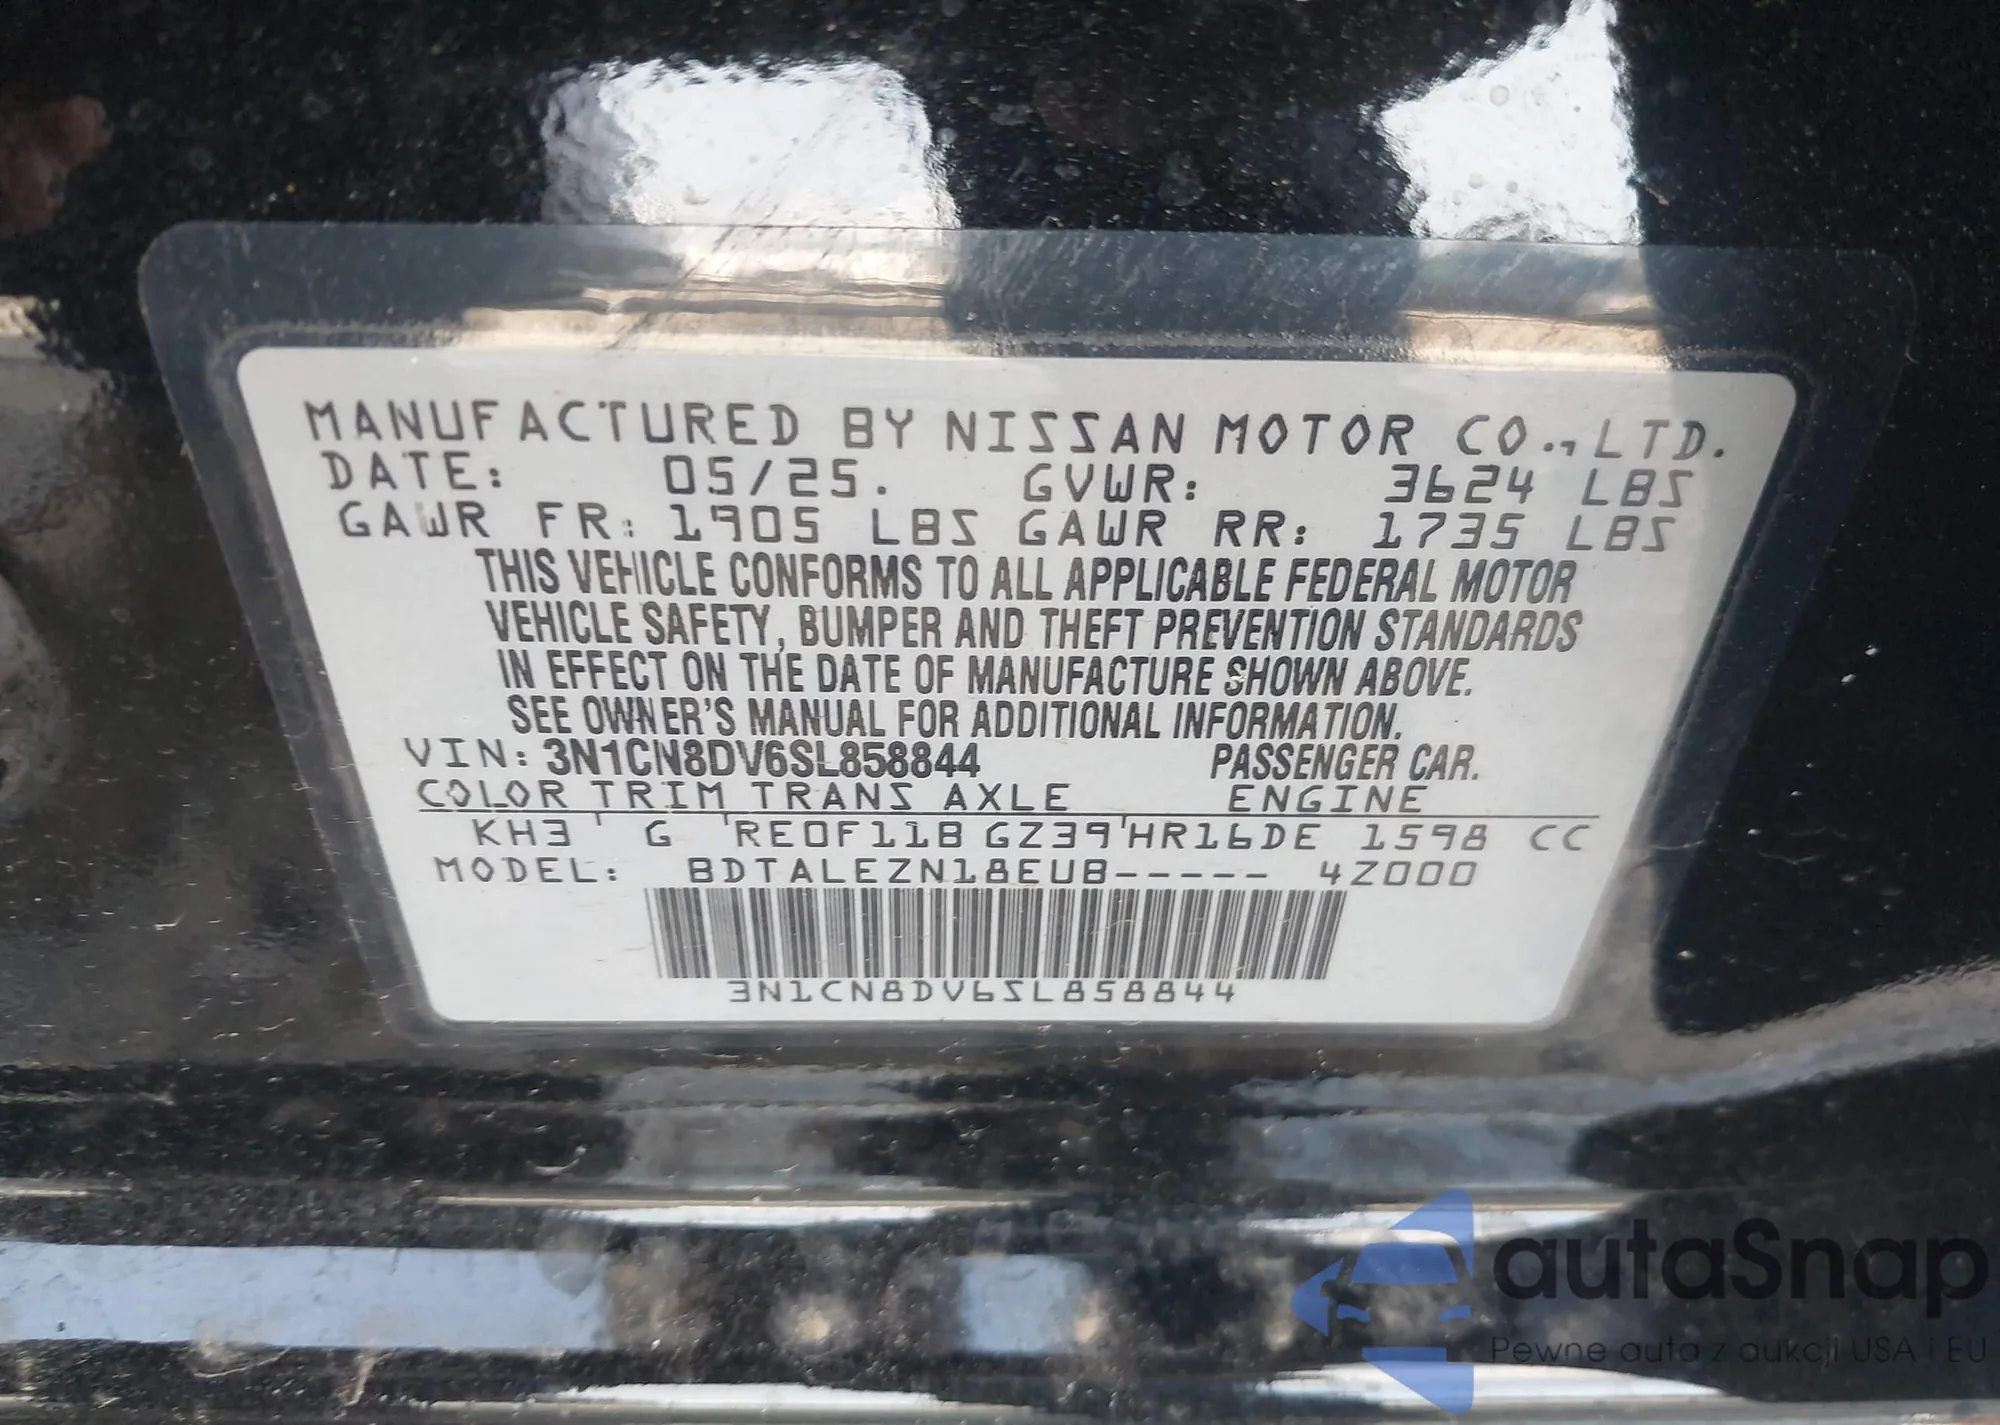 MANUFACTURED BY NISSAN MOTOR CO., LTD.
DATE: 05/25. GVWR: 3624 LBS
GAWR FR: 1905 LBS GAWR RR: 1735 LBS
THIS VEHICLE CONFORMS TO ALL APPLICABLE FEDERAL MOTOR
VEHICLE SAFETY, BUMPER AND THEFT PREVENTION STANDARDS
IN EFFECT ON THE DATE OF MANUFACTURE SHOWN ABOVE.
SEE OWNER'S MANUAL FOR ADDITIONAL INFORMATION.
VIN: 3N1CN8DV6SL858844 PASSENGER CAR.
COLOR TRIM TRANS AXLE ENGINE
KH3 ' G 'RE0F11B GZ39'HR16DE 1598 CC
MODEL: BDTALEZN18EUB----- 4Z000
3N1CN8DV6SL858844
autaSnap
Pewne auta z aukcji USA i EU